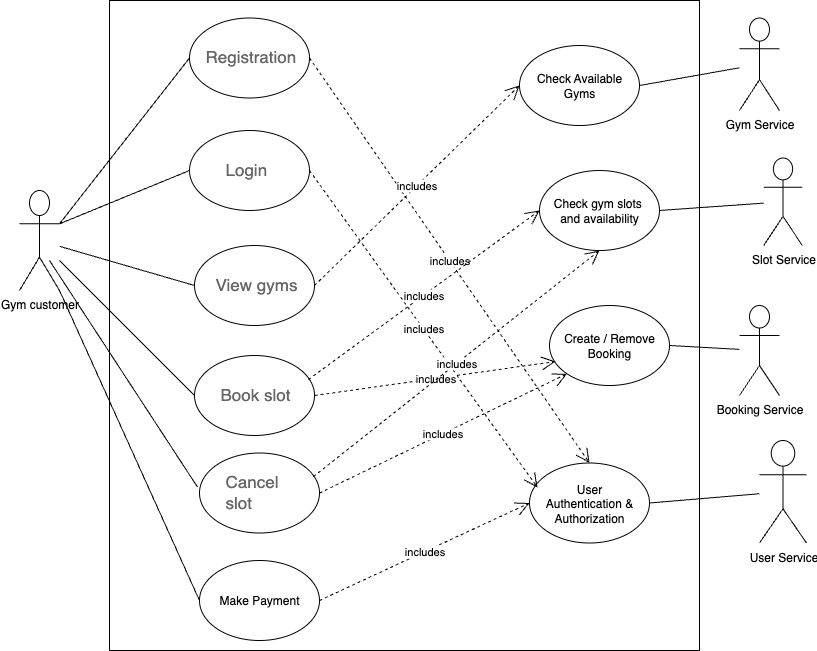 Registration
Check Available
Gyms
Gym Service
Login
includes
Check gym slots
and availability
Slot Service
Gym customer
View gyms
includes
includes
includes
Create / Remove
Booking
includes
includes
Book slot
Booking Service
includes
Cancel
slot
User
Authentication &
Authorization
User Service
includes
Make Payment